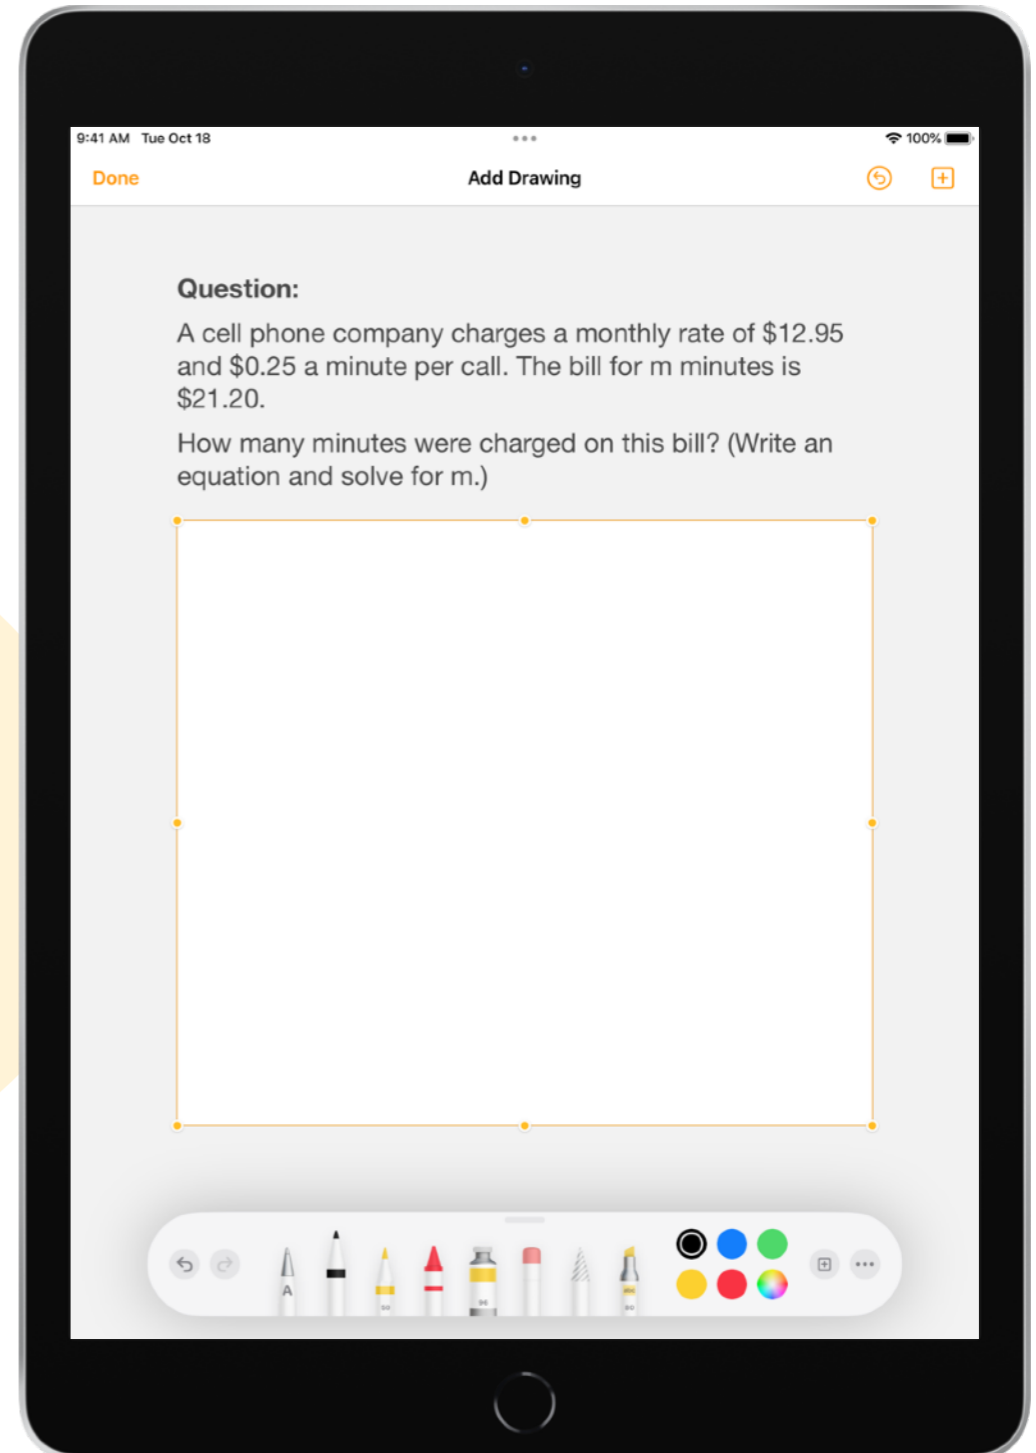 9:41 AM Tue Oct 18
100%
Done
Add Drawing
Question:
A cell phone company charges a monthly rate of $12.95
and $0.25 a minute per call. The bill for m minutes is
$21.20.
How many minutes were charged on this bill? (Write an
equation and solve for m.)
A